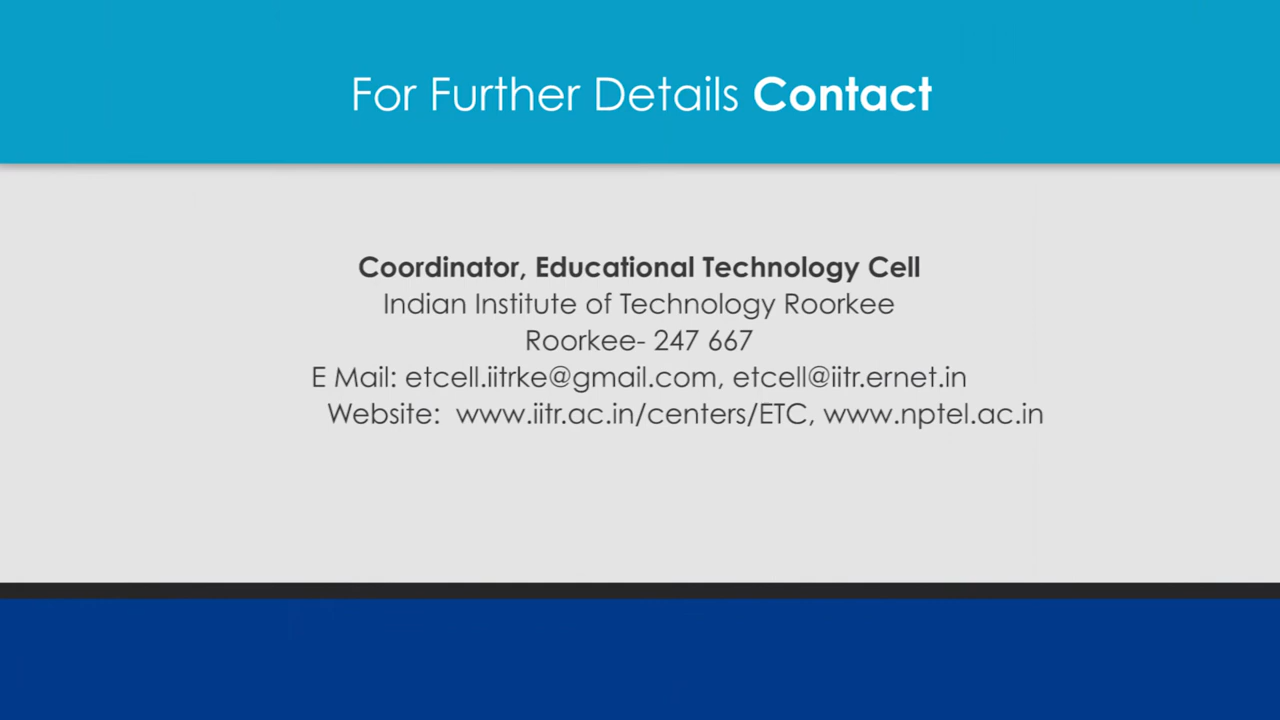 For Further Details Contact
Coordinator, Educational Technology Cell
Indian Institute of Technology Roorkee
Roorkee- 247 667
E Mail: etcell.iitrke@gmail.com, etcell@iitr.ernet.in
Website: www.iitr.ac.in/centers/ETC, www.nptel.ac.in